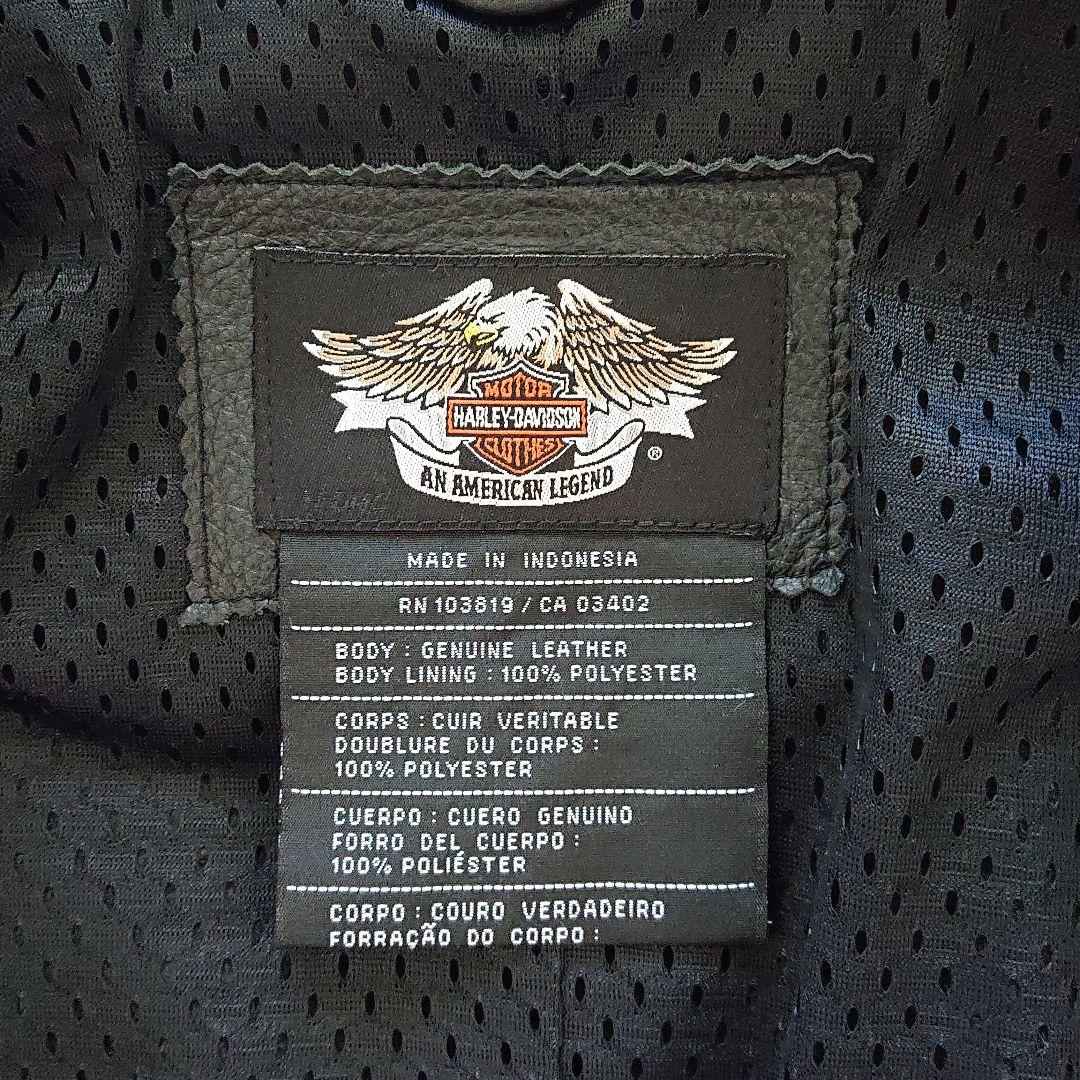 MOTOR
HARLEY-DAVIDSON
CLOTHES
AN AMERICAN LEGEND
®
MADE IN INDONESIA
RN 103819 / CA 03402
BODY : GENUINE LEATHER
BODY LINING : 100% POLYESTER
CORPS : CUIR VERITABLE
DOUBLURE DU CORPS :
100% POLYESTER
CUERPO : CUERO GENUINO
FORRO DEL CUERPO :
100% POLIÉSTER
CORPO : COURO VERDADEIRO
FORRAÇÃO DO CORPO :